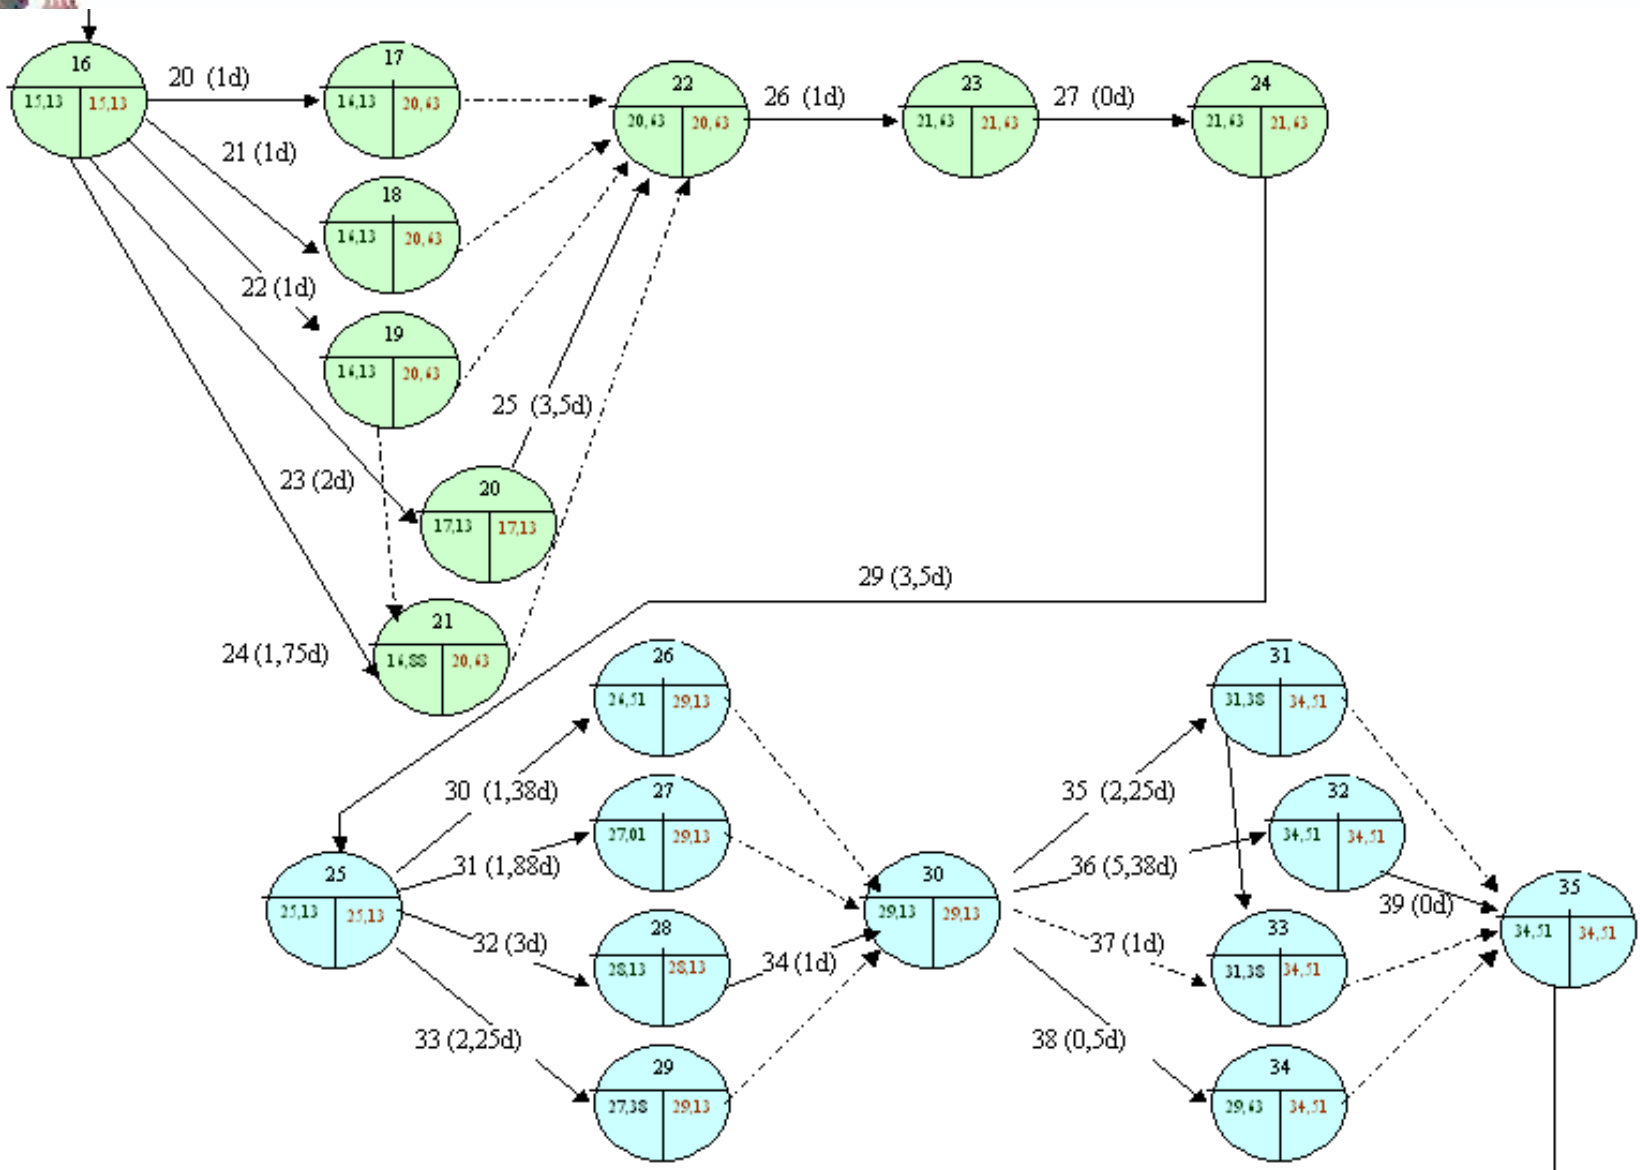 16
15,13 15,13
20 (1d)
17
16,13 20,63
21 (1d)
18
16,13 20,63
22 (1d)
19
16,13 20,63
23 (2d)
20
17,13 17,13
24 (1,75d)
21
16,88 20,63
25 (3,5d)
22
20,63 20,63
26 (1d)
23
21,63 21,63
27 (0d)
24
21,63 21,63
29 (3,5d)
25
25,13 25,13
30 (1,38d)
26
26,51 29,13
31 (1,88d)
27
27,01 29,13
32 (3d)
28
28,13 28,13
33 (2,25d)
29
27,38 29,13
34 (1d)
30
29,13 29,13
35 (2,25d)
31
31,38 34,51
36 (5,38d)
32
34,51 34,51
37 (1d)
33
31,38 34,51
38 (0,5d)
34
29,63 34,51
39 (0d)
35
34,51 34,51